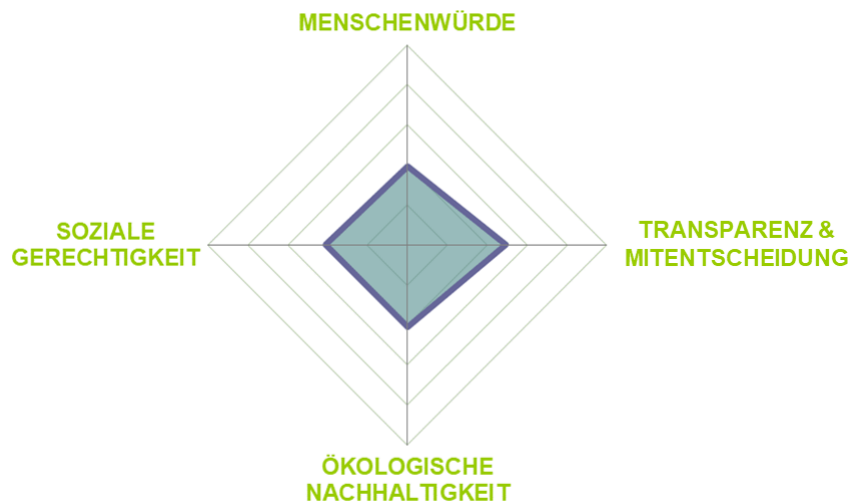 MENSCHENWÜRDE
SOZIALE
GERECHTIGKEIT
TRANSPARENZ &
MITENTSCHEIDUNG
ÖKOLOGISCHE
NACHHALTIGKEIT